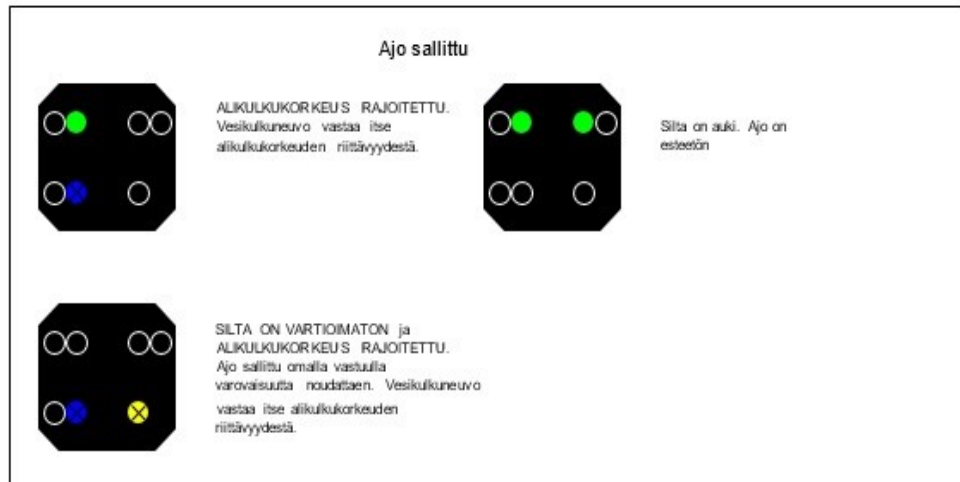 Ajo sallittu
ALIKULKUKORKEUS RAJOITETTU.
Vesikulkuneuvo vastaa itse
alikulkukorkeuden riittävyydestä.
Silta on auki. Ajo on
esteetön
SILTA ON VARTIOIMATON ja
ALIKULKUKORKEUS RAJOITETTU.
Ajo sallittu omalla vastuulla
varovaisuutta noudattaen. Vesikulkuneuvo
vastaa itse alikulkukorkeuden
riittävyydestä.